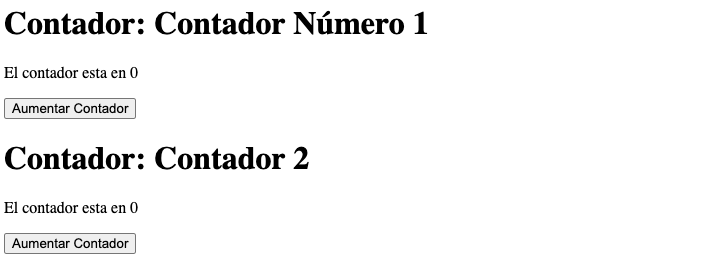 Contador: Contador Número 1
El contador esta en 0
Aumentar Contador
Contador: Contador 2
El contador esta en 0
Aumentar Contador